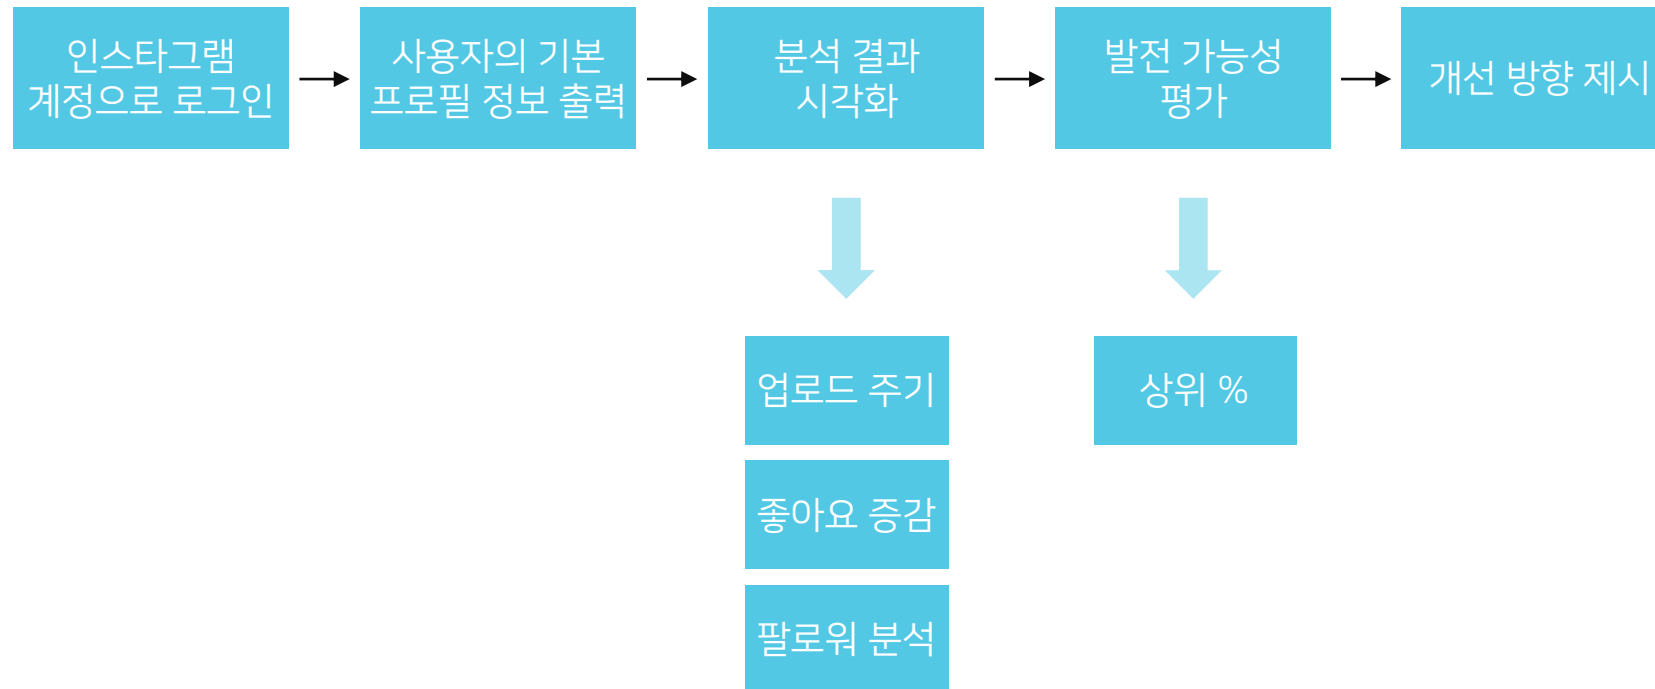 인스타그램
계정으로 로그인
사용자의 기본
프로필 정보 출력
분석 결과
시각화
발전 가능성
평가
개선 방향 제시
업로드 주기
상위 %
좋아요 증감
팔로워 분석